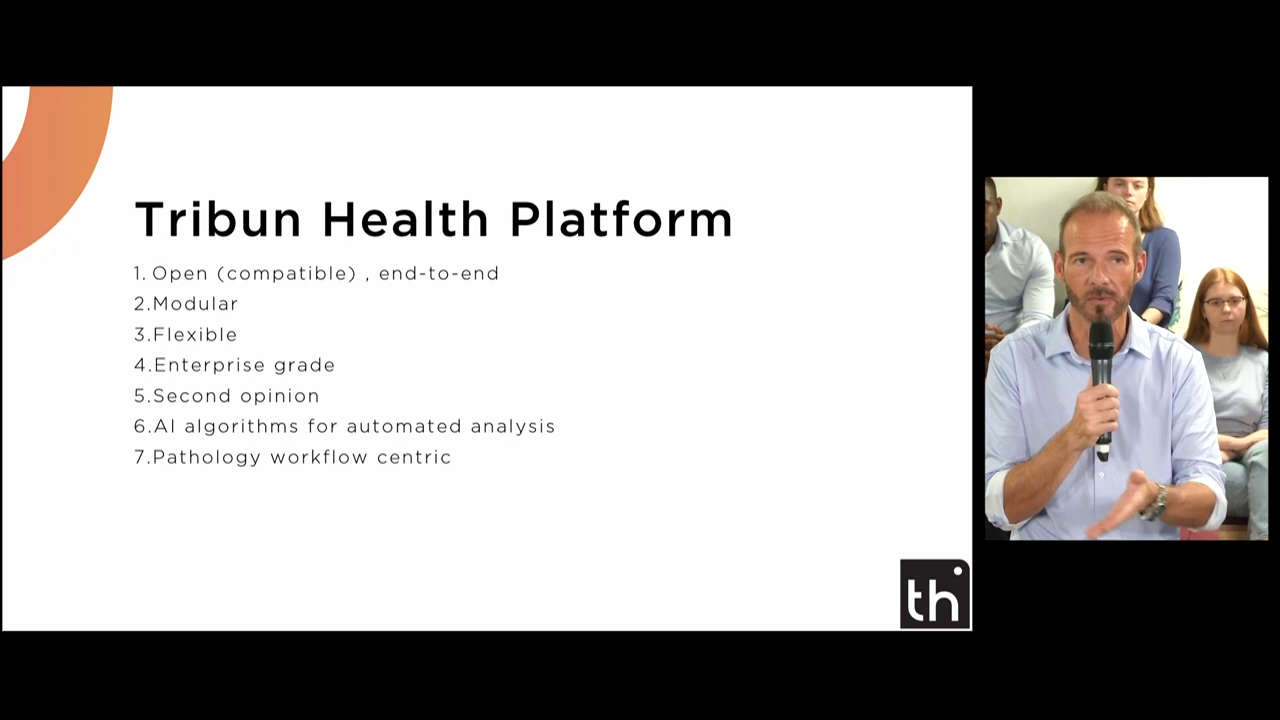 Tribun Health Platform
1. Open (compatible) , end-to-end
2.Modular
3.Flexible
4.Enterprise grade
5.Second opinion
6.AI algorithms for automated analysis
7.Pathology workflow centric
th